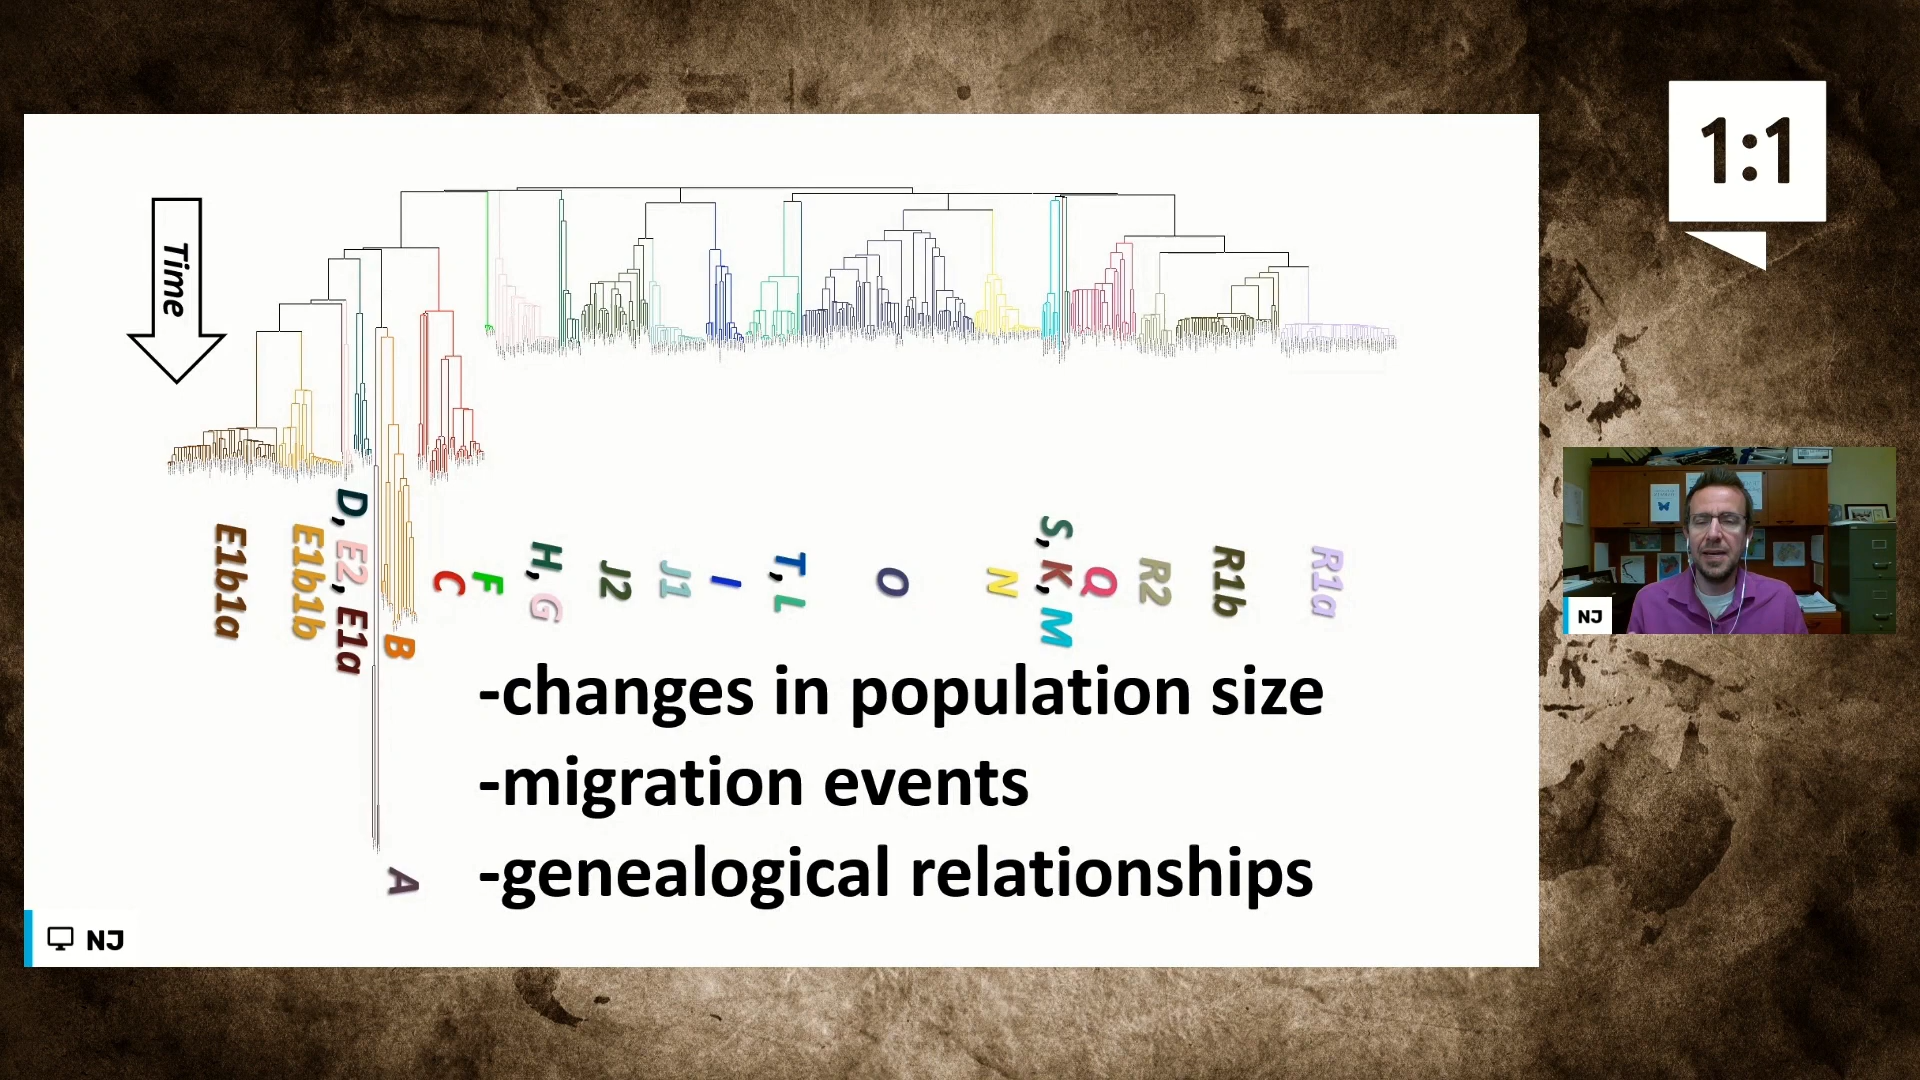 1:1
Time
E1b1a
E1b1b
D, E2, E1a
B
A
C
F
H, G
J2
J1
I
T, L
O
N
S, K, M
Q
R2
R1b
R1a
-changes in population size
-migration events
-genealogical relationships
NJ
NJ